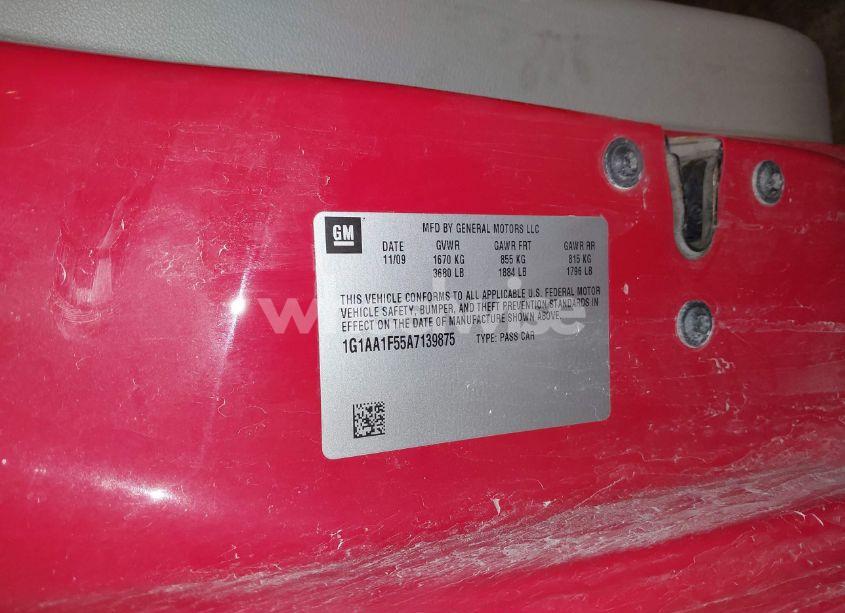 GM
MFD BY GENERAL MOTORS LLC
DATE GVWR GAWR FRT GAWR RR
11/09 1670 KG 855 KG 815 KG
3680 LB 1884 LB 1796 LB
THIS VEHICLE CONFORMS TO ALL APPLICABLE U.S. FEDERAL MOTOR
VEHICLE SAFETY, BUMPER, AND THEFT PREVENTION STANDARDS IN
EFFECT ON THE DATE OF MANUFACTURE SHOWN ABOVE.
1G1AA1F55A7139875 TYPE: PASS CAR